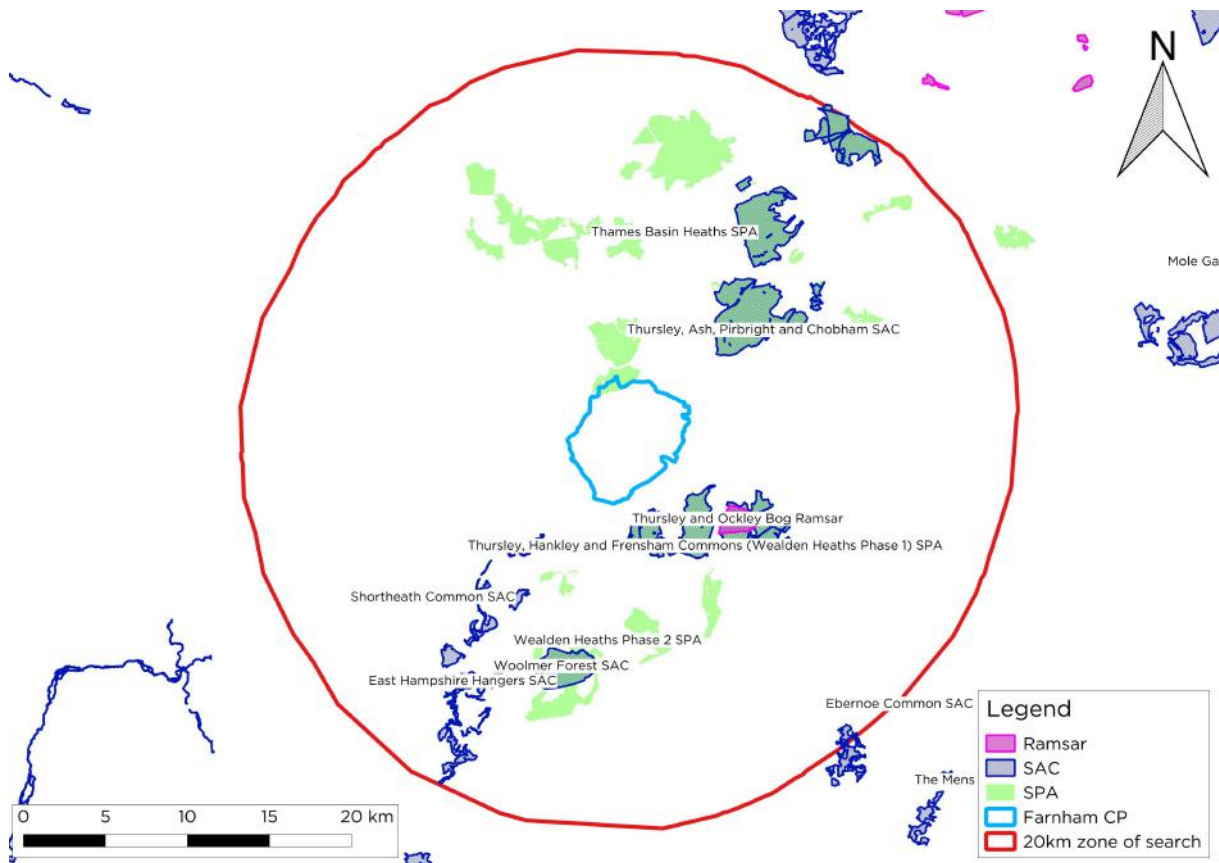 N
Thames Basin Heaths SPA
Mole Ga
Thursley, Ash, Pirbright and Chobham SAC
Thursley and Ockley Bog Ramsar
Thursley, Hankley and Frensham Commons (Wealden Heaths Phase 1) SPA
Shortheath Common SAC
Wealden Heaths Phase 2 SPA
Woolmer Forest SAC
East Hampshire Hangers SAC
Ebernoe Common SAC
The Mens
Legend
Ramsar
SAC
SPA
Farnham CP
20km zone of search
0 5 10 15 20 km